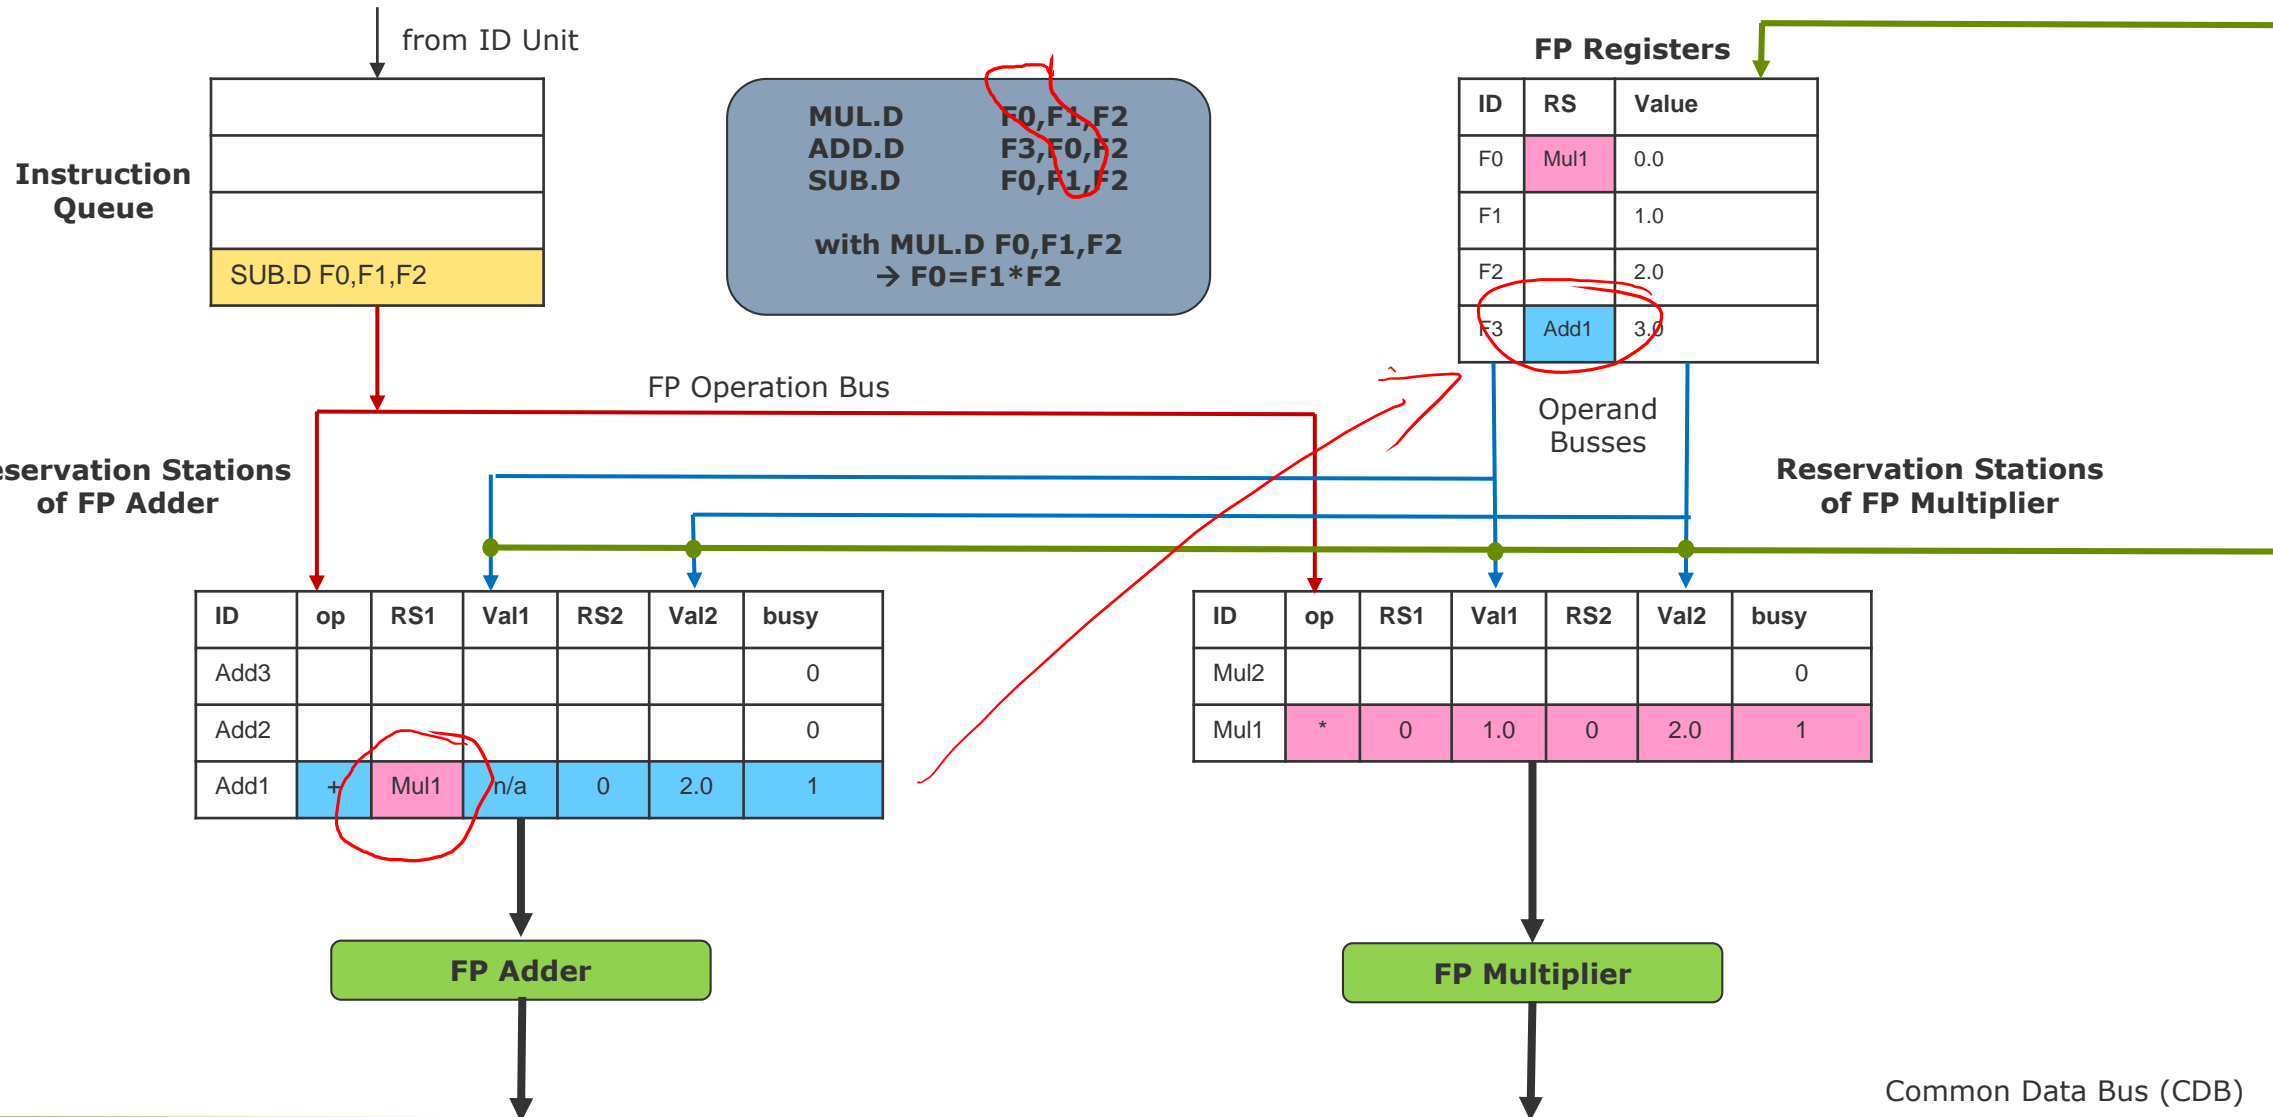 from ID Unit
Instruction
Queue
SUB.D F0,F1,F2
MUL.D F0,F1,F2
ADD.D F3,F0,F2
SUB.D F0,F1,F2
with MUL.D F0,F1,F2
→ F0=F1*F2
FP Registers
ID RS Value
F0 Mul1 0.0
F1 1.0
F2 2.0
F3 Add1 3.0
FP Operation Bus
Operand
Busses
eservation Stations
of FP Adder
Reservation Stations
of FP Multiplier
ID op RS1 Val1 RS2 Val2 busy
Add3 0
Add2 0
Add1 + Mul1 n/a 0 2.0 1
ID op RS1 Val1 RS2 Val2 busy
Mul2 0
Mul1 * 0 1.0 0 2.0 1
FP Adder
FP Multiplier
Common Data Bus (CDB)